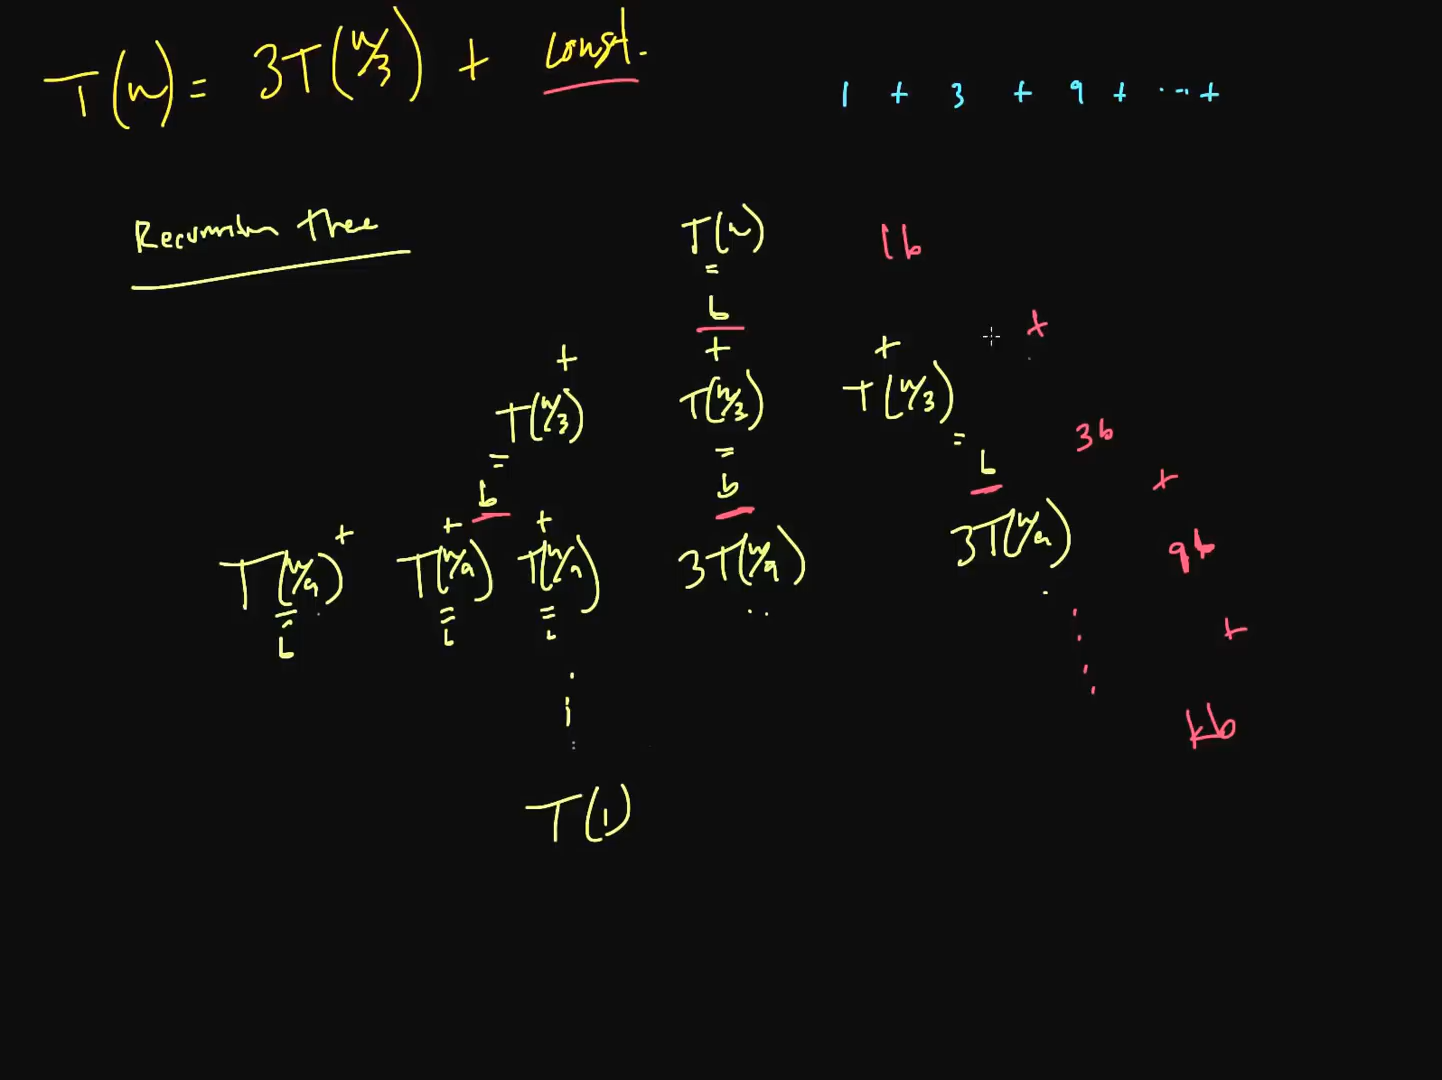 T(n) = 3T(n/3) + const.
1 + 3 + 9 + ... +
Recursion Tree
T(n) 1b
=
b
+ + + +
T(n/3) T(n/3) T(n/3)
= = = 3b
b b b +
+ + +
T(n/9) T(n/9) T(n/9) 3T(n/9) 3T(n/9) 9b
= = =
b b b +
kb
T(1)